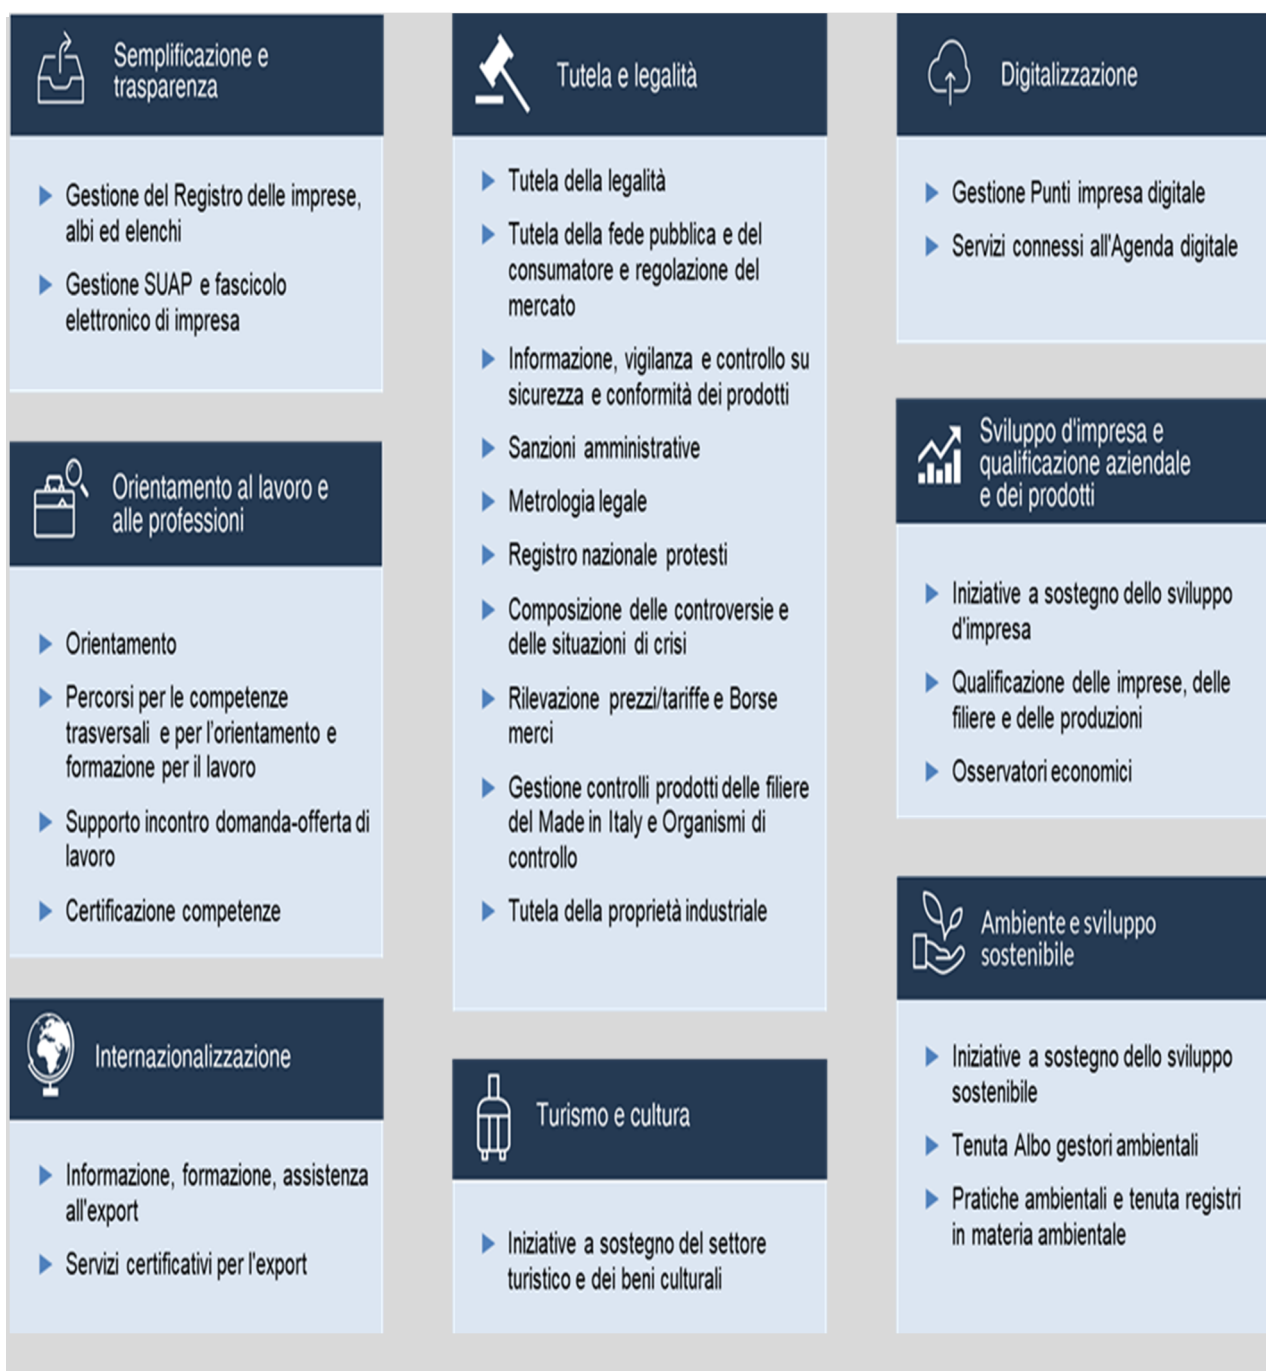 Semplificazione e
trasparenza
Gestione del Registro delle imprese,
albi ed elenchi
Gestione SUAP e fascicolo
elettronico di impresa
Orientamento al lavoro e
alle professioni
Orientamento
Percorsi per le competenze
trasversali e per l'orientamento e
formazione per il lavoro
Supporto incontro domanda-offerta di
lavoro
Certificazione competenze
Internazionalizzazione
Informazione, formazione, assistenza
all'export
Servizi certificativi per l'export
Tutela e legalità
Tutela della legalità
Tutela della fede pubblica e del
consumatore e regolazione del
mercato
Informazione, vigilanza e controllo su
sicurezza e conformità dei prodotti
Sanzioni amministrative
Metrologia legale
Registro nazionale protesti
Composizione delle controversie e
delle situazioni di crisi
Rilevazione prezzi/tariffe e Borse
merci
Gestione controlli prodotti delle filiere
del Made in Italy e Organismi di
controllo
Tutela della proprietà industriale
Turismo e cultura
Iniziative a sostegno del settore
turistico e dei beni culturali
Digitalizzazione
Gestione Punti impresa digitale
Servizi connessi all'Agenda digitale
Sviluppo d'impresa e
qualificazione aziendale
e dei prodotti
Iniziative a sostegno dello sviluppo
d'impresa
Qualificazione delle imprese, delle
filiere e delle produzioni
Osservatori economici
Ambiente e sviluppo
sostenibile
Iniziative a sostegno dello sviluppo
sostenibile
Tenuta Albo gestori ambientali
Pratiche ambientali e tenuta registri
in materia ambientale